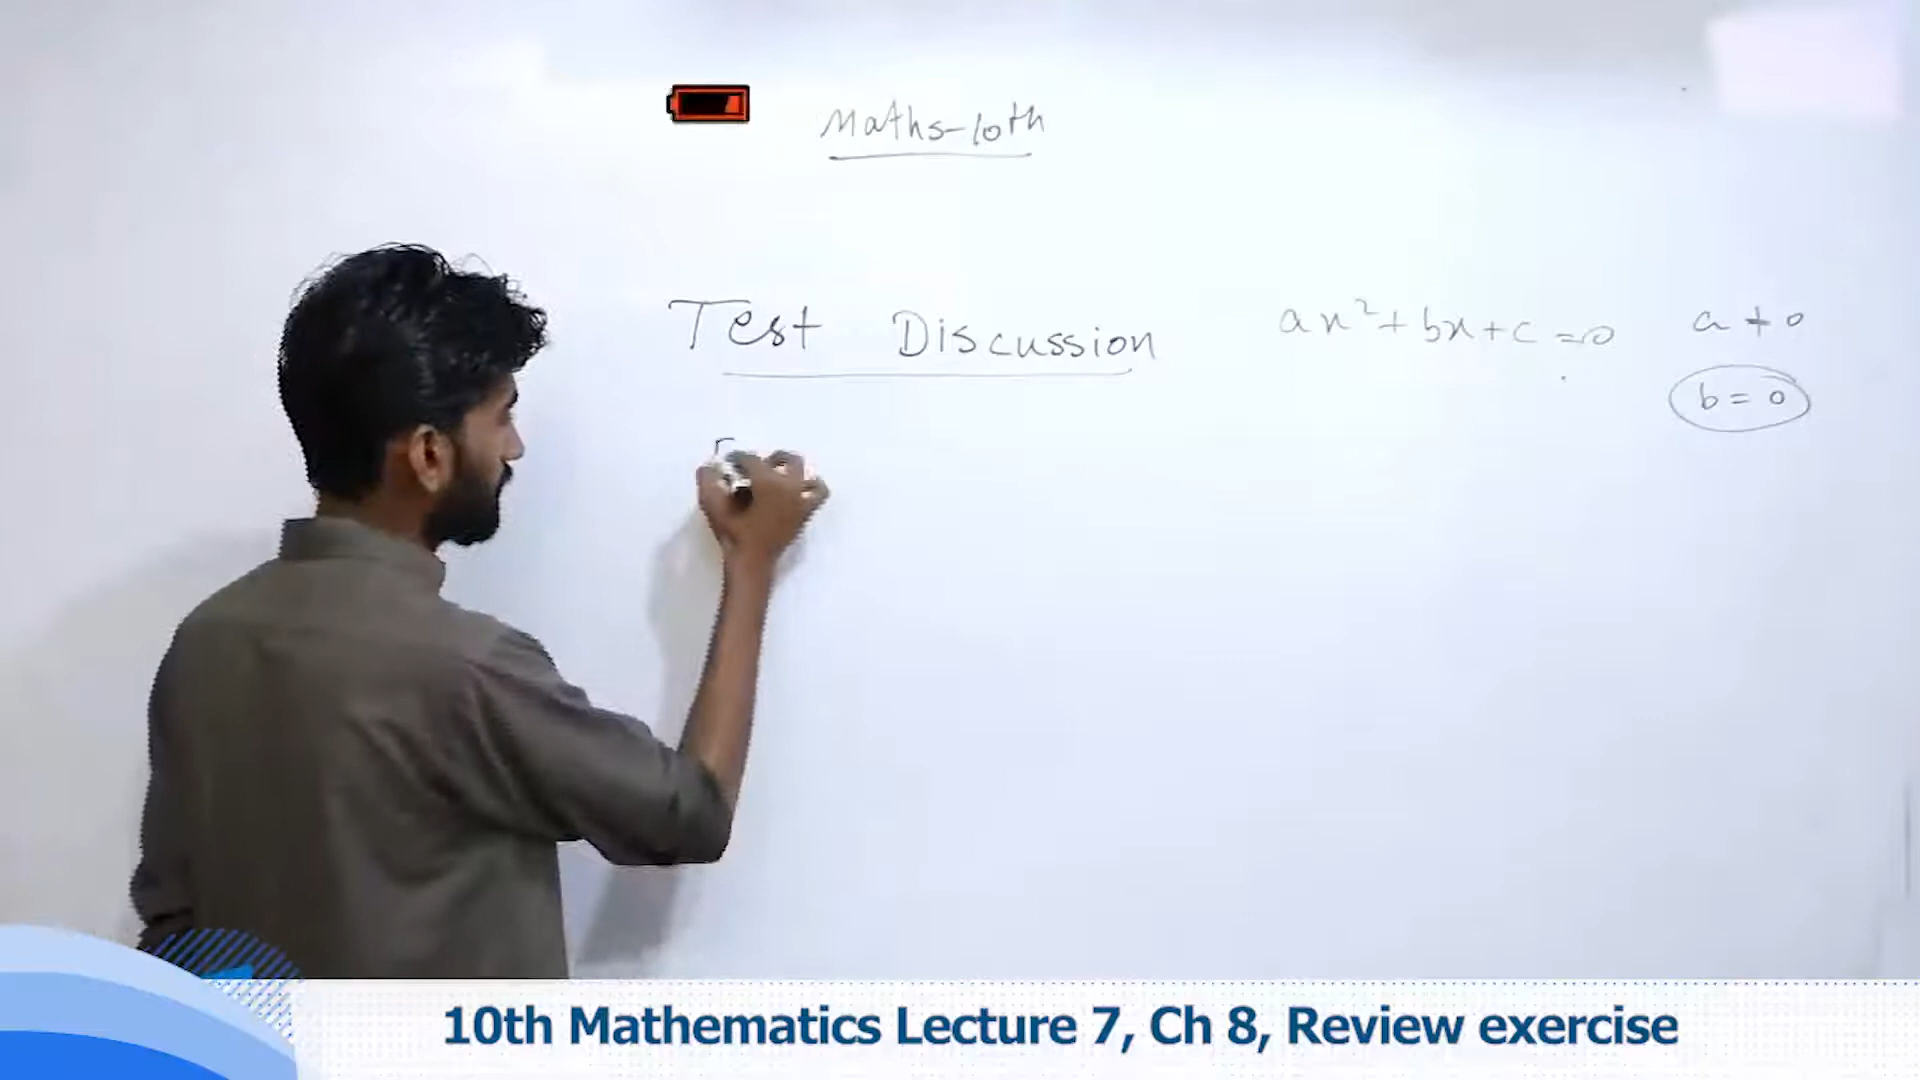 Maths-10th
Test Discussion
ax²+bx+c=0 a≠0
b=0
10th Mathematics Lecture 7, Ch 8, Review exercise